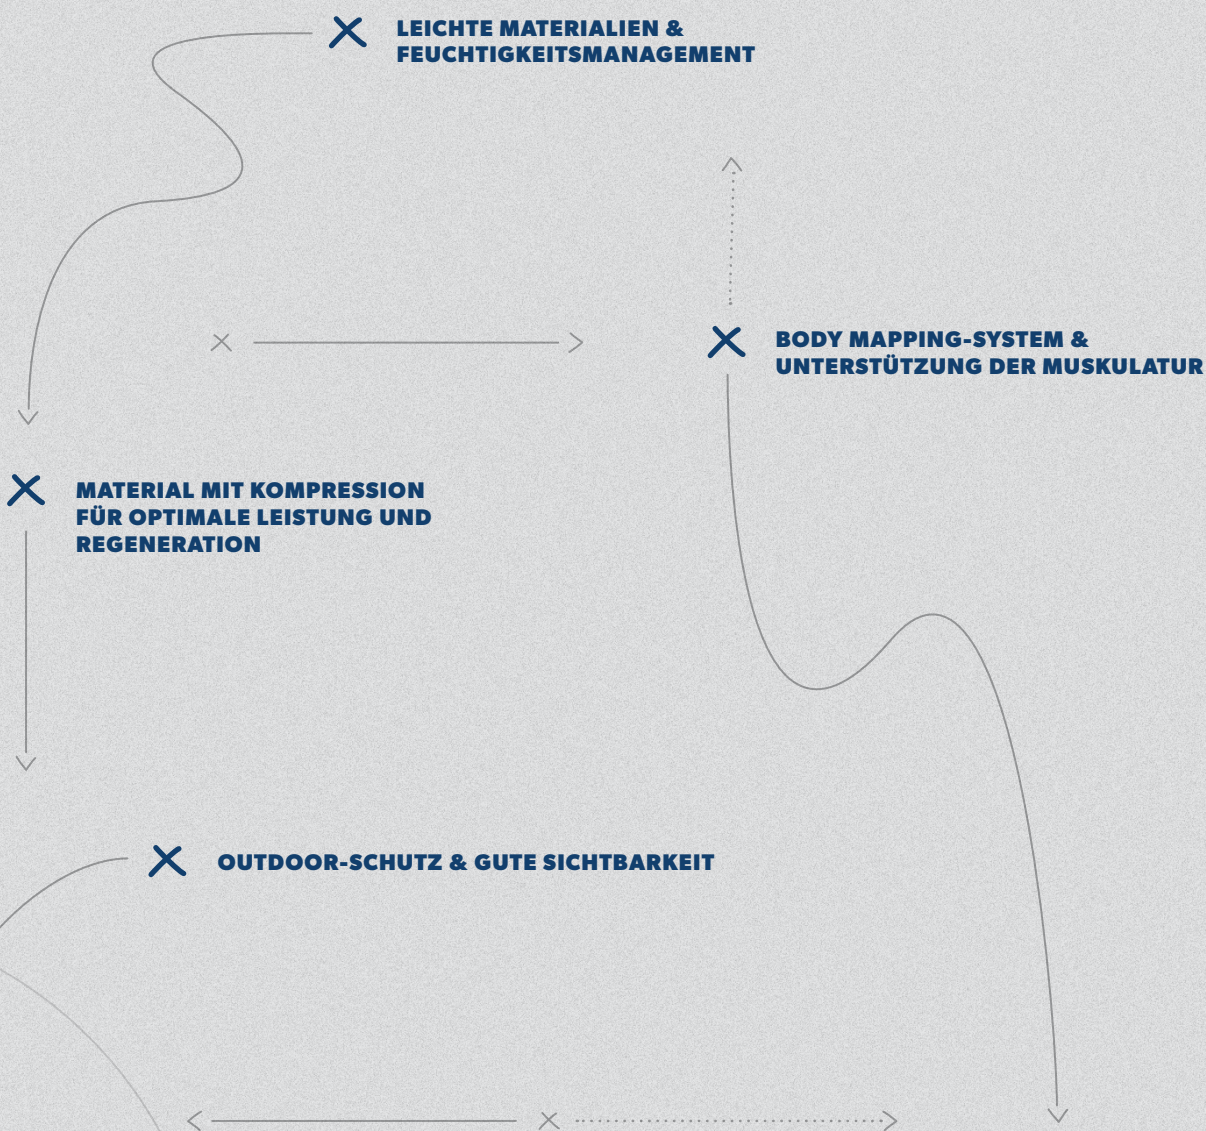 LEICHTE MATERIALIEN &
FEUCHTIGKEITSMANAGEMENT
BODY MAPPING-SYSTEM &
UNTERSTÜTZUNG DER MUSKULATUR
MATERIAL MIT KOMPRESSION
FÜR OPTIMALE LEISTUNG UND
REGENERATION
OUTDOOR-SCHUTZ & GUTE SICHTBARKEIT